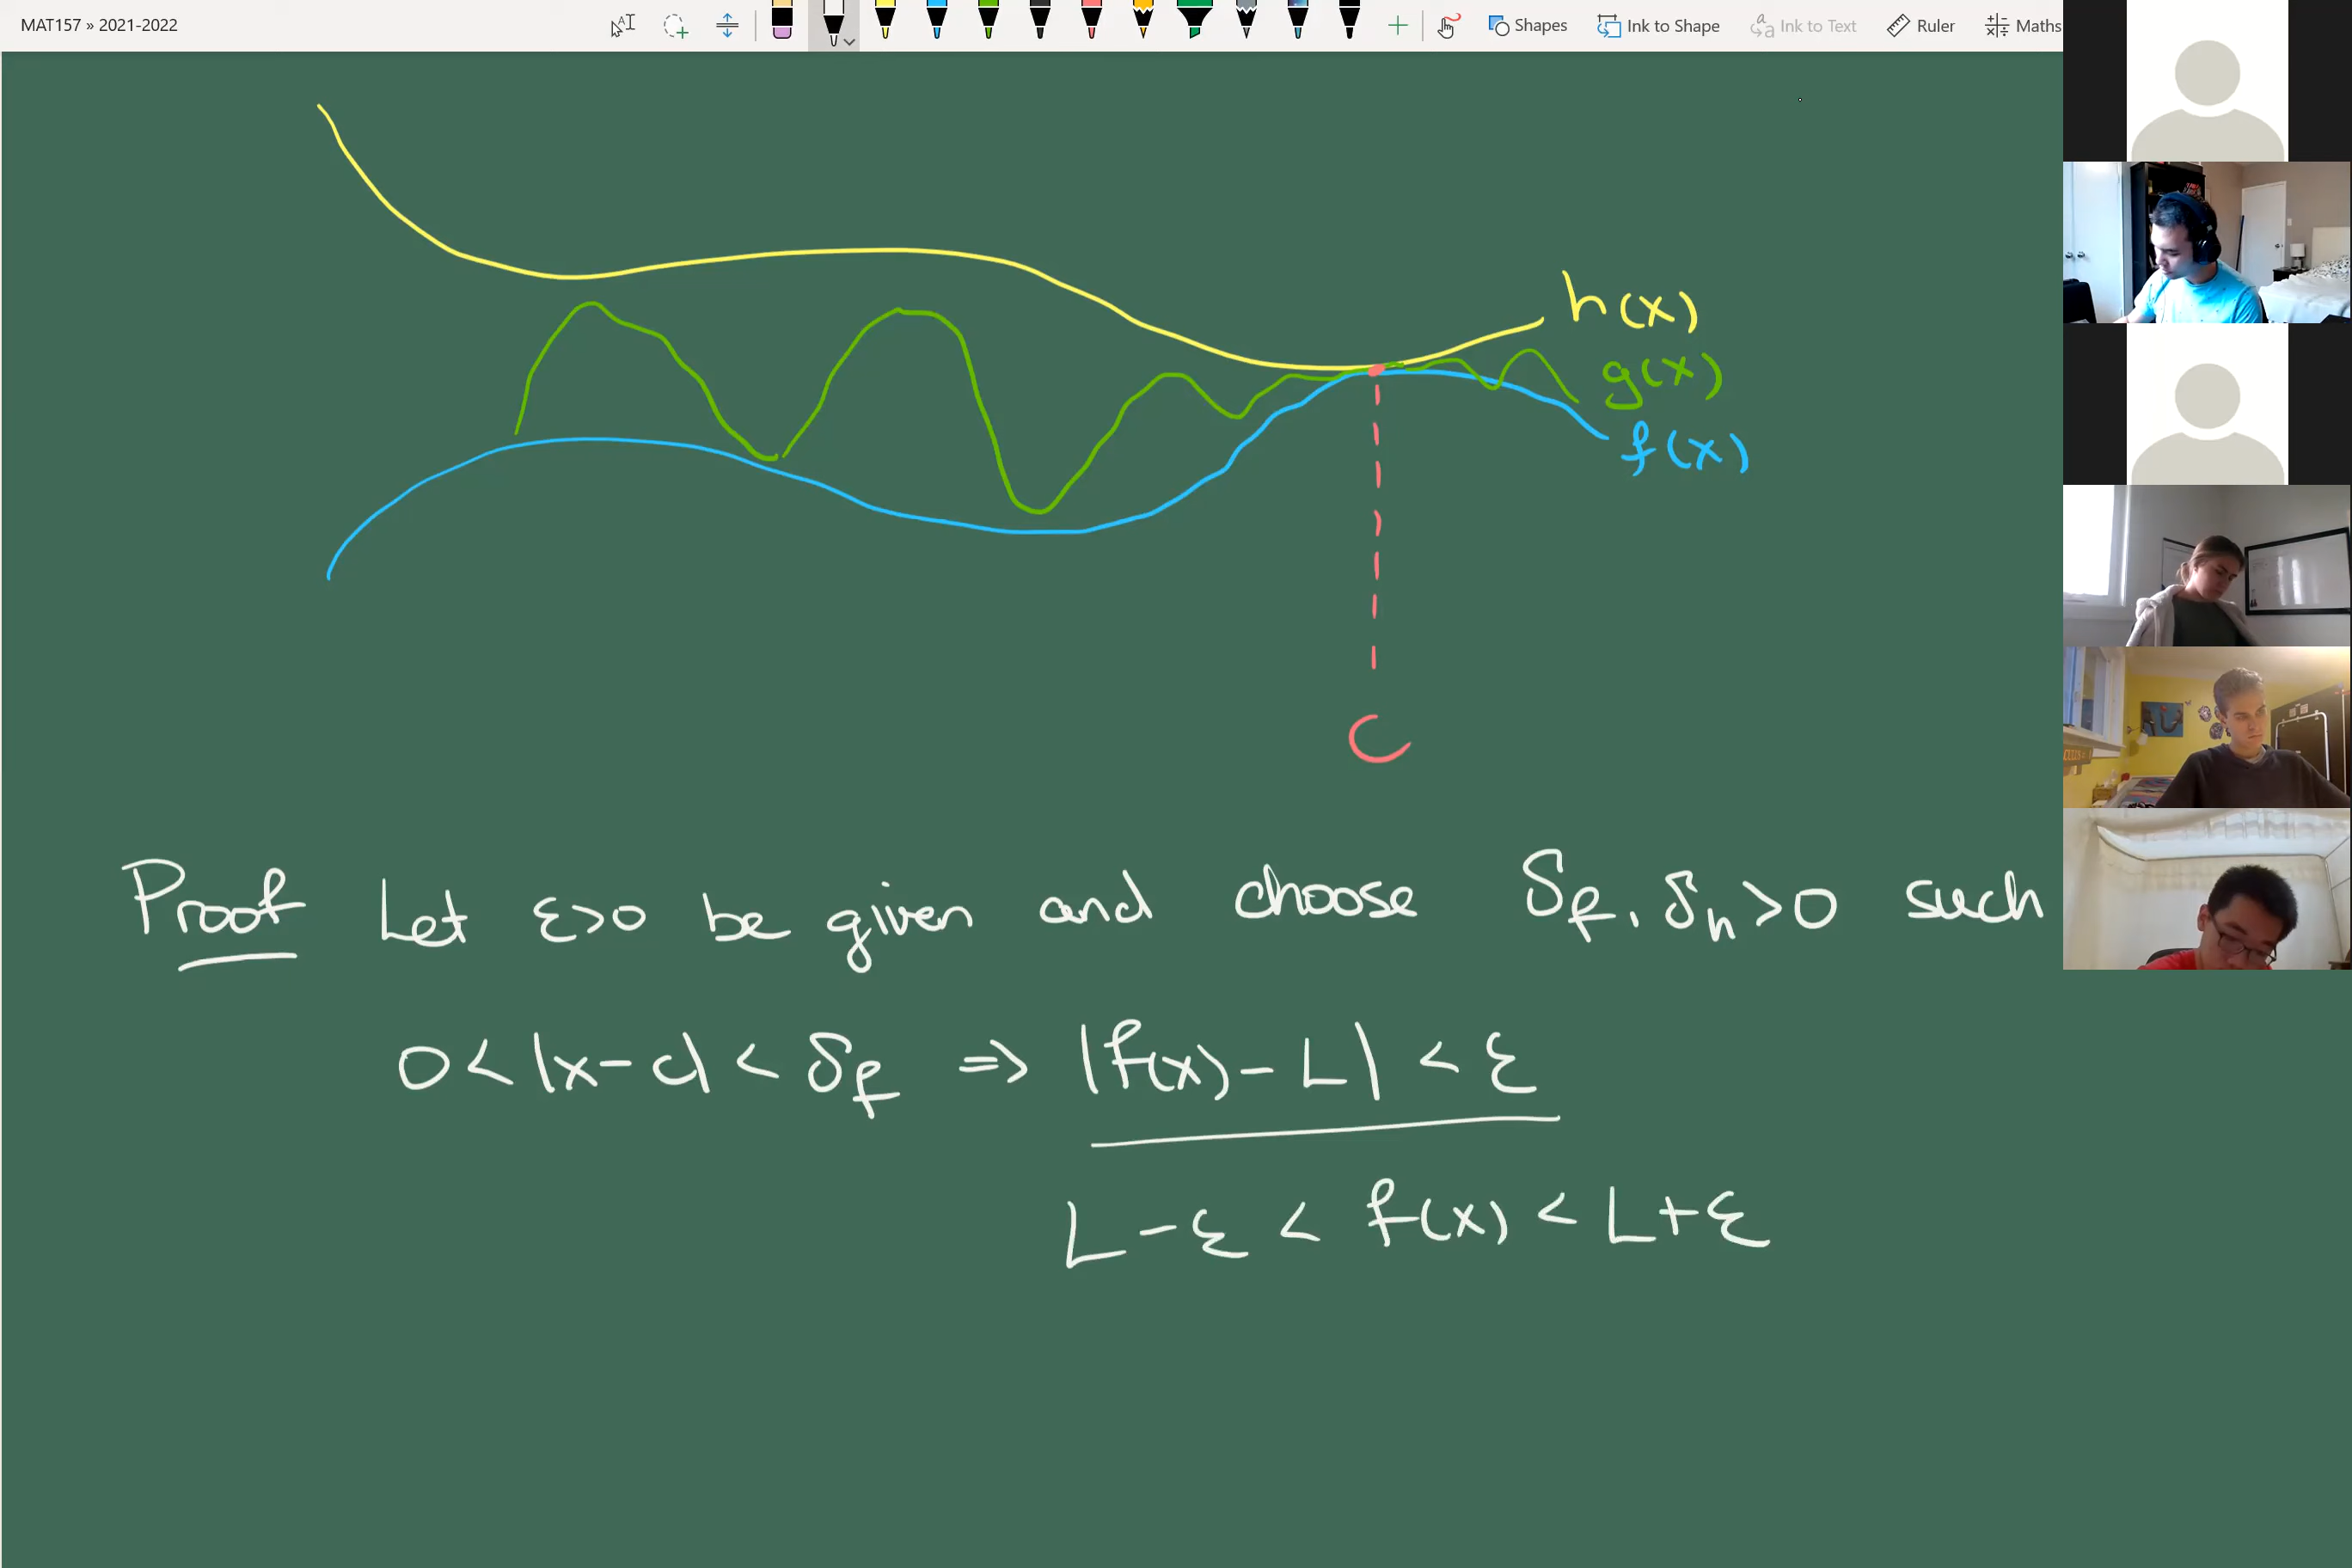 MAT157 » 2021-2022
Shapes Ink to Shape Ink to Text Ruler Maths
h(x)
g(x)
f(x)
C
Proof Let ε>0 be given and choose δf, δh >0 such
0<|x-c|< δf ⇒ |f(x)-L| < ε
L-ε < f(x) < L+ε